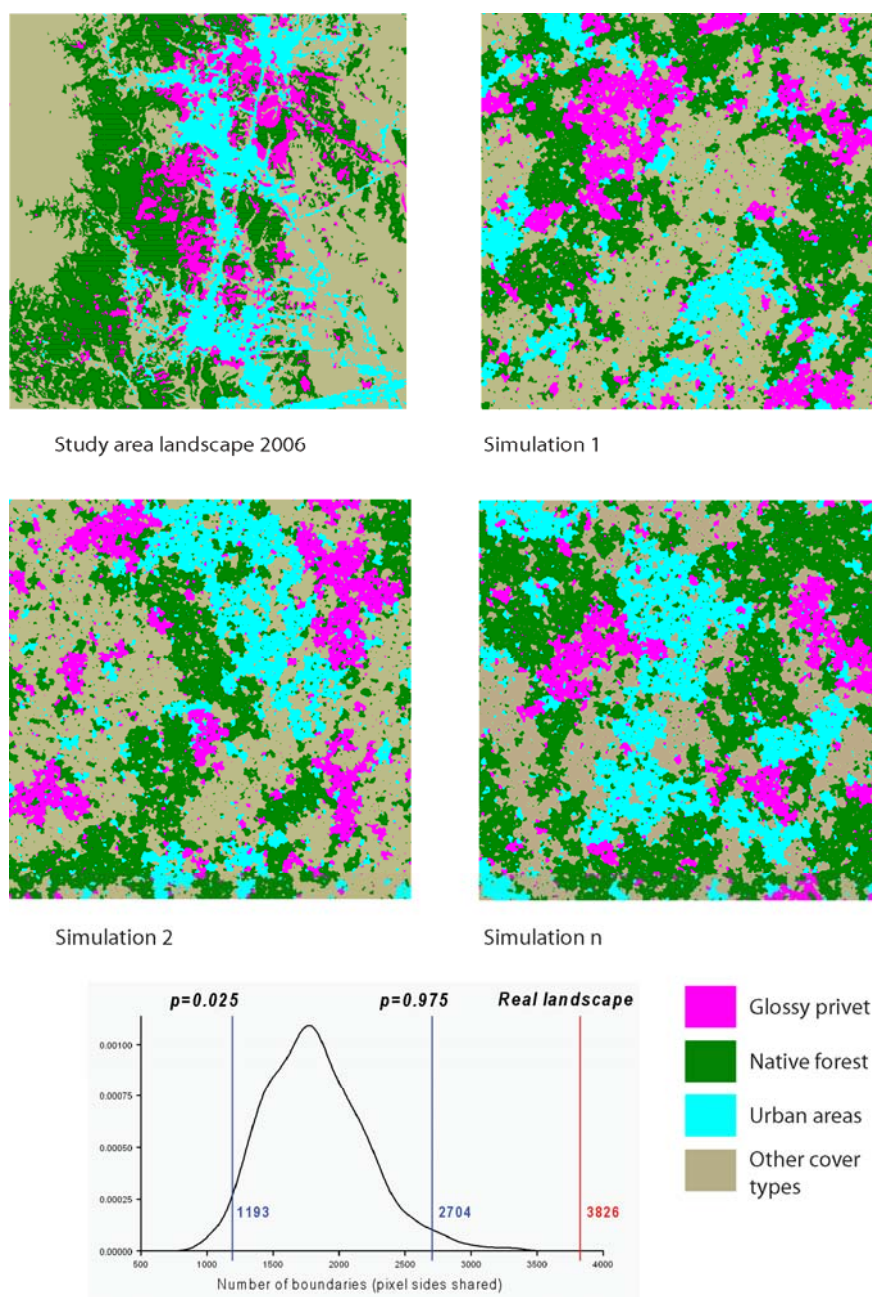 Study area landscape 2006
Simulation 1
Simulation 2
Simulation n
p=0.025
p=0.975
Real landscape
0.00100
0.00075
0.00050
0.00025
0.00000
1193
2704
3826
500
1000
1500
2000
2500
3000
3500
4000
Number of boundaries (pixel sides shared)
Glossy privet
Native forest
Urban areas
Other cover
types